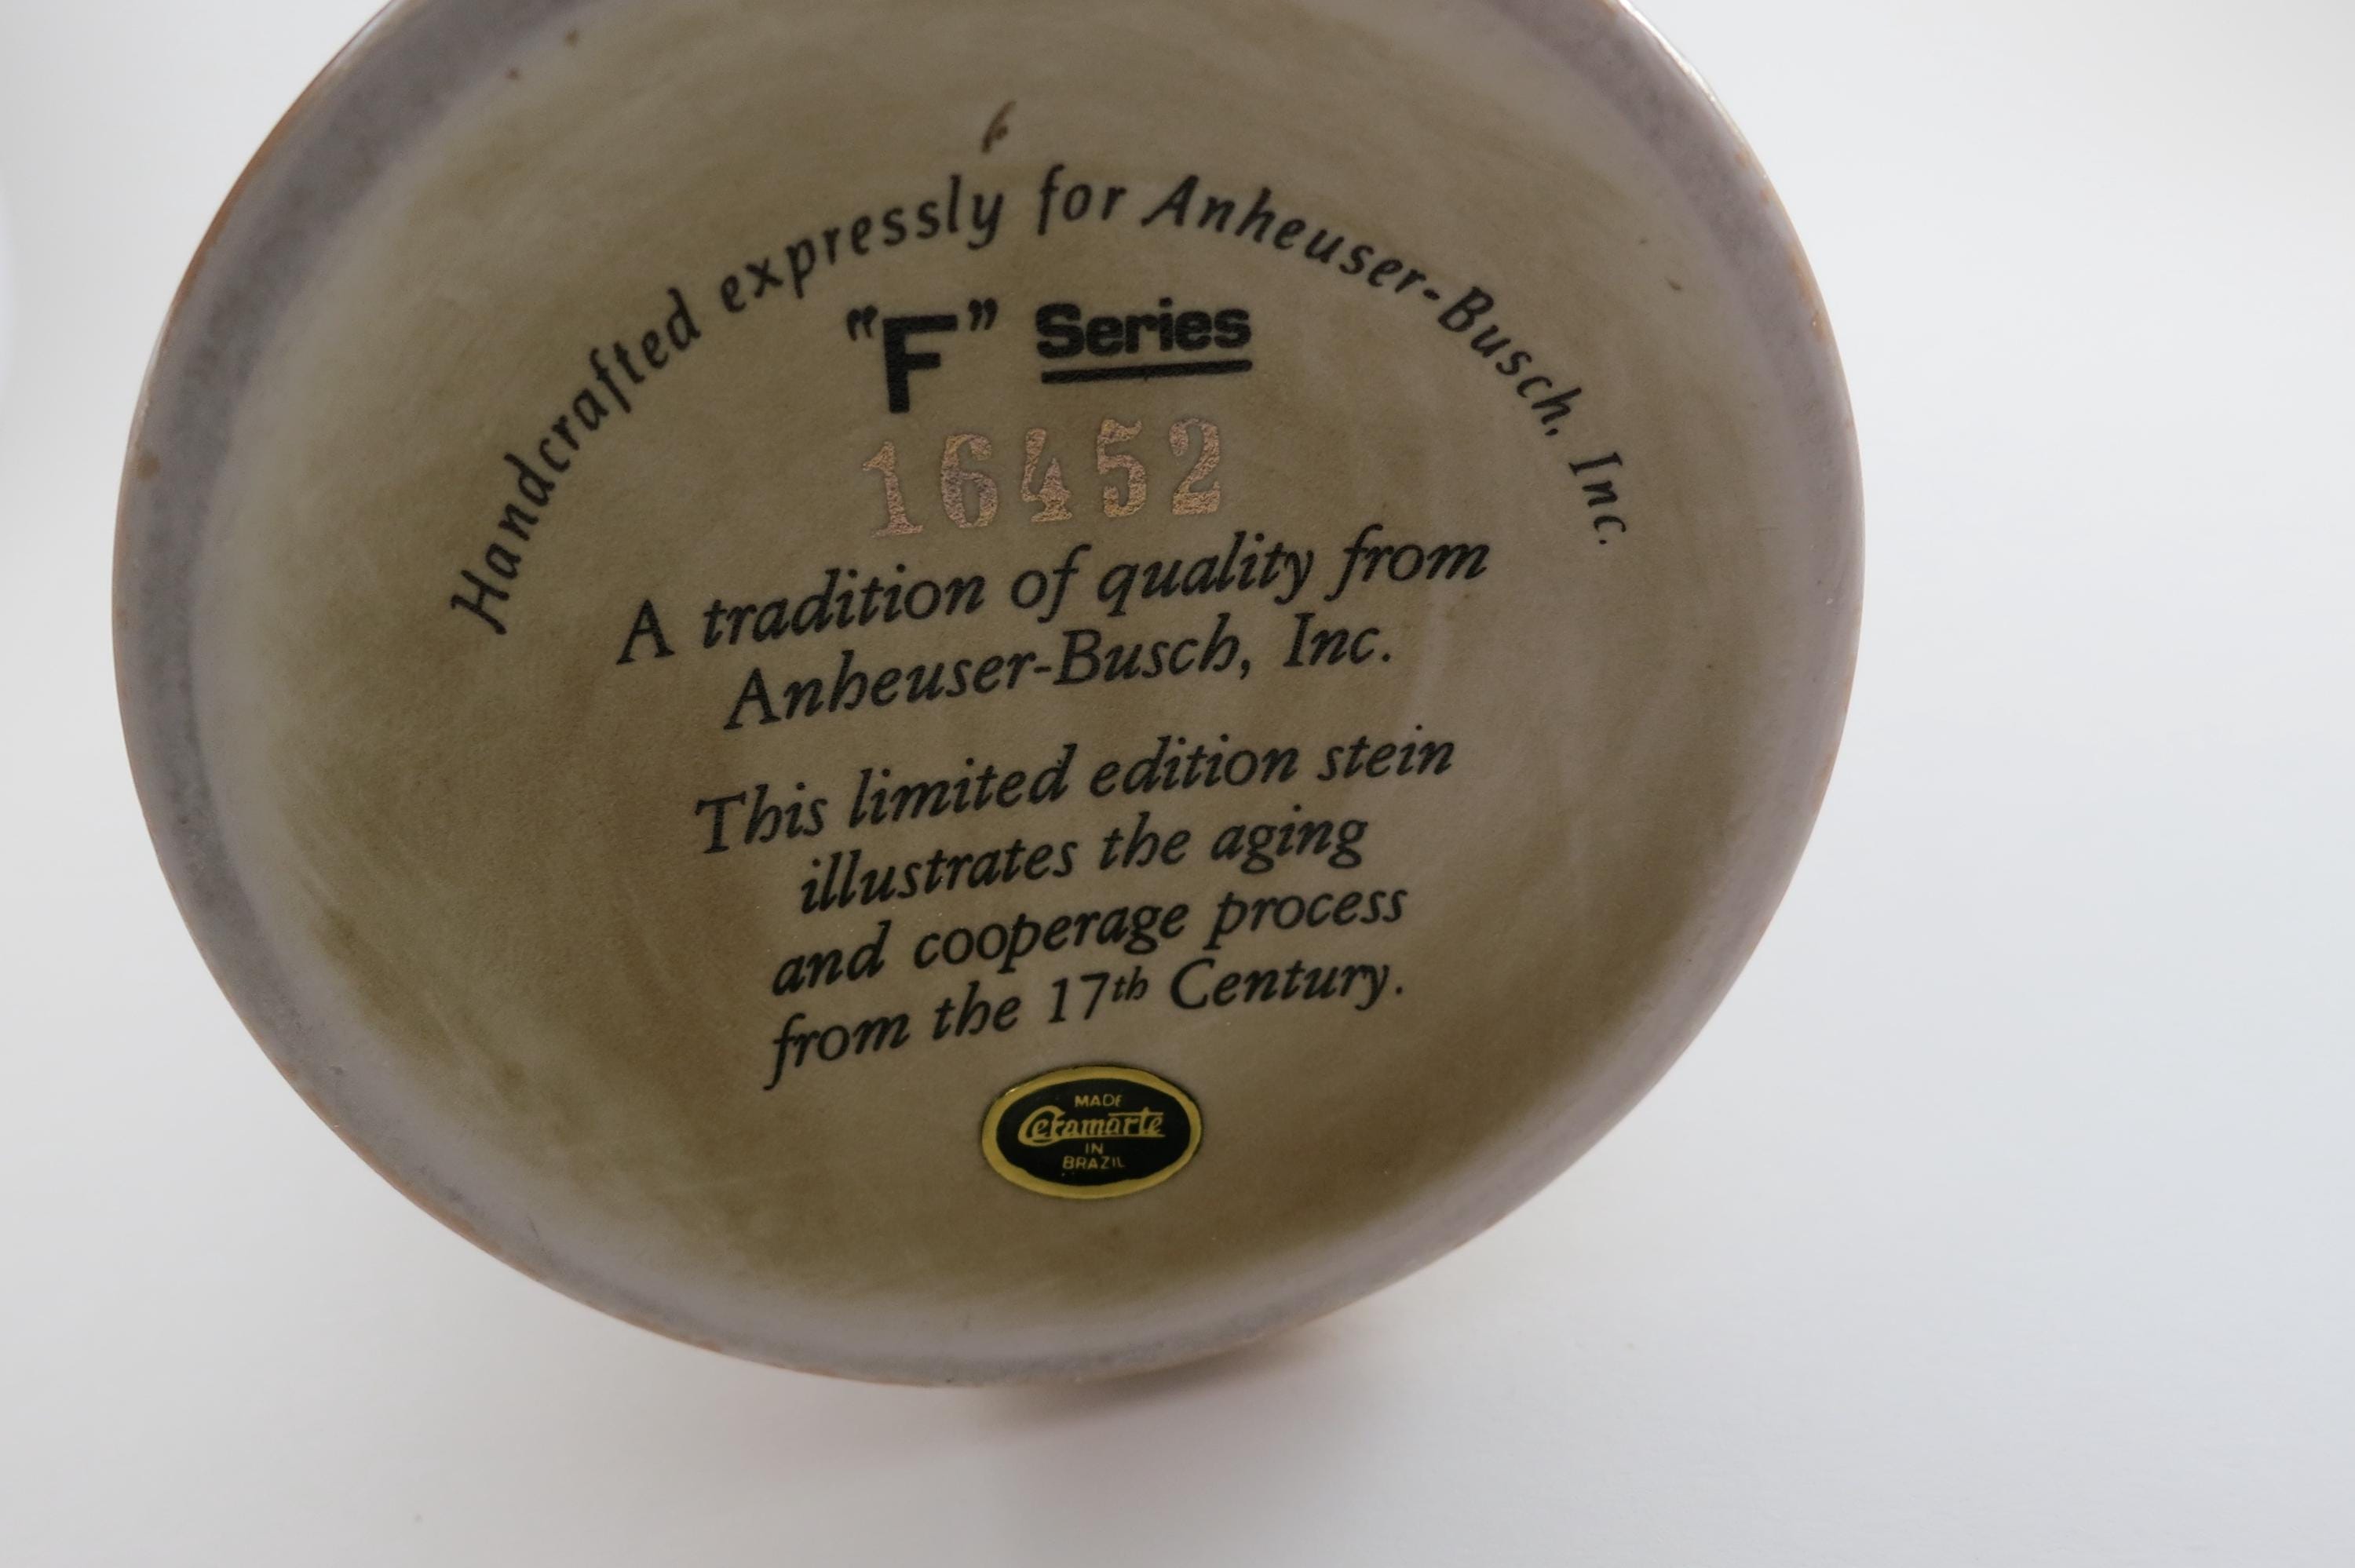 Handcrafted expressly for Anheuser-Busch, Inc.
"F" Series
16452
A tradition of quality from
Anheuser-Busch, Inc.
This limited edition stein
illustrates the aging
and cooperage process
from the 17th Century.
MADE
Ceramarte
IN
BRAZIL